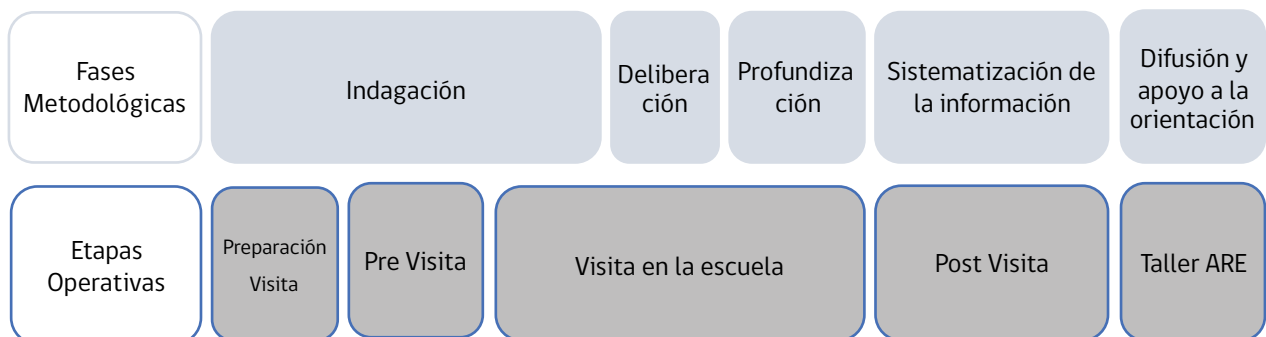 Fases
Metodológicas
Indagación
Delibera
ción
Profundiza
ción
Sistematización de
la información
Difusión y
apoyo a la
orientación
Etapas
Operativas
Preparación
Visita
Pre Visita
Visita en la escuela
Post Visita
Taller ARE